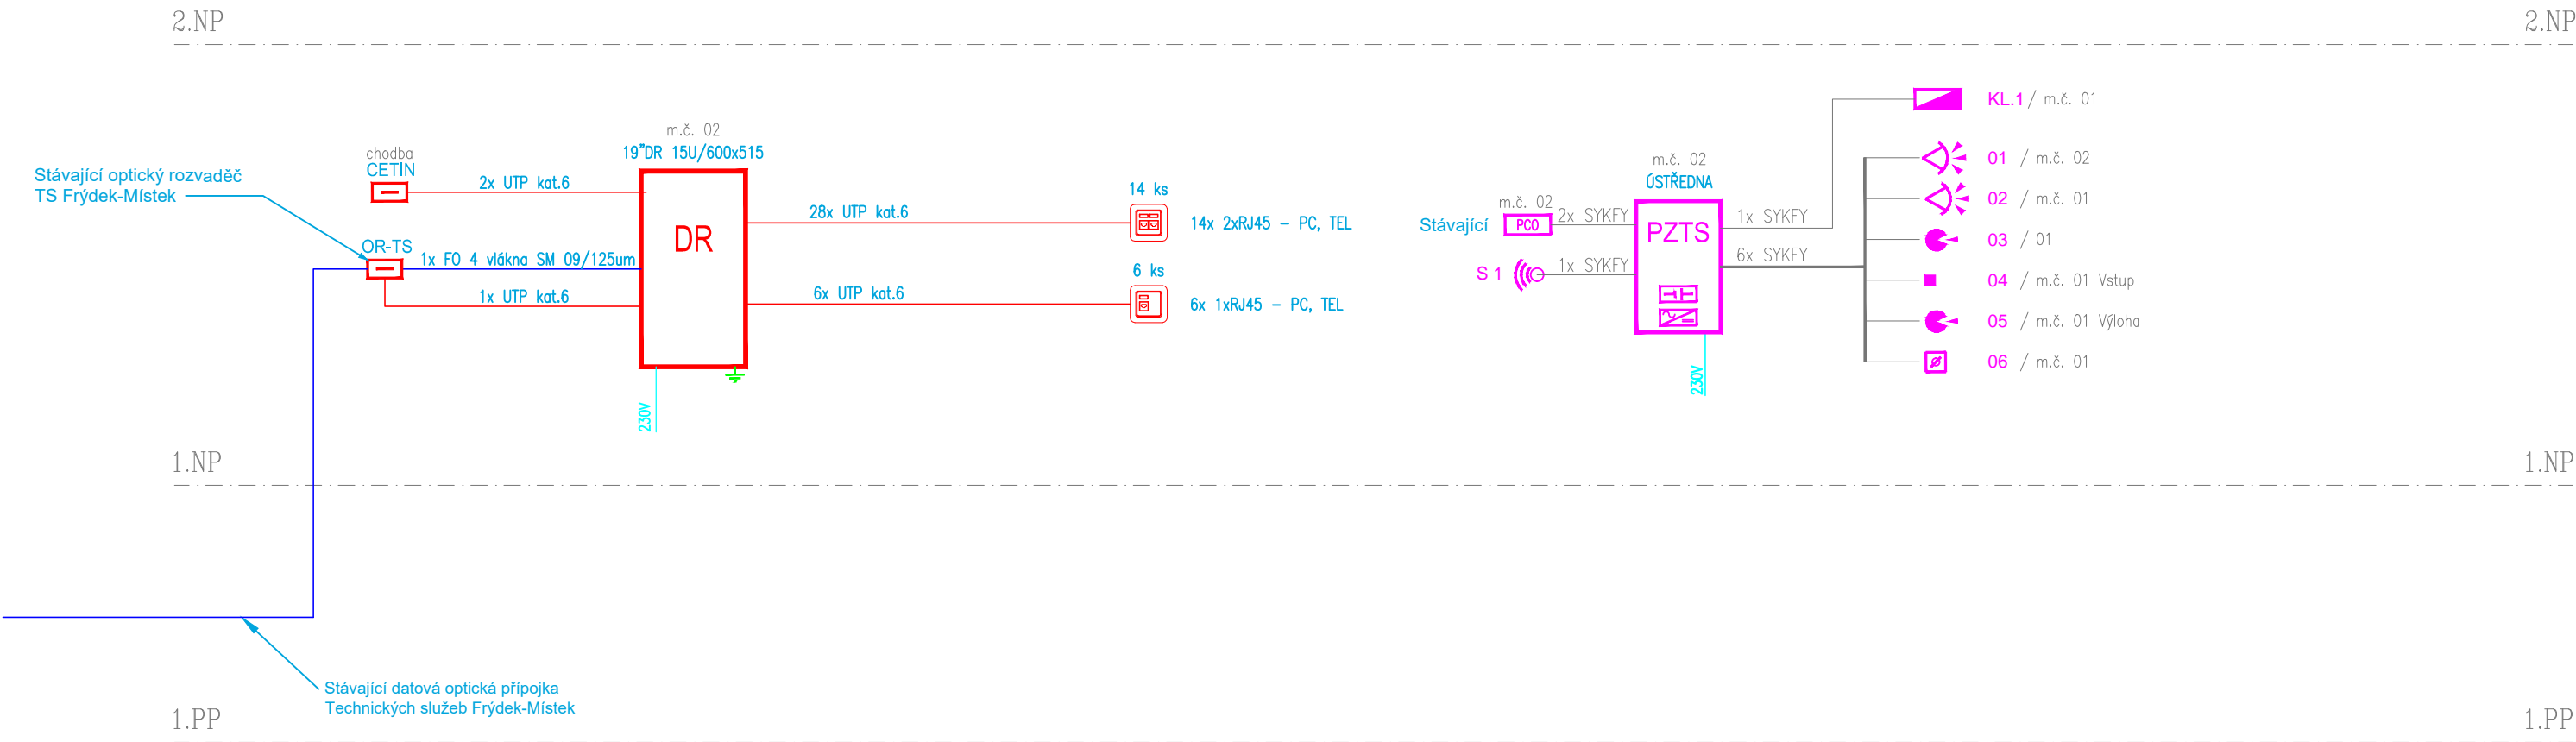 2.NP
2.NP
Stávající optický rozvaděč
TS Frýdek-Místek
chodba
CETIN
2x UTP kat.6
OR-TS
1x FO 4 vlákna SM 09/125um
1x UTP kat.6
m.č. 02
19"DR 15U/600x515
DR
230V
28x UTP kat.6
14 ks
14x 2xRJ45 – PC, TEL
6x UTP kat.6
6 ks
6x 1xRJ45 – PC, TEL
Stávající
m.č. 02
PCO
2x SYKFY
S 1
1x SYKFY
m.č. 02
ÚSTŘEDNA
PZTS
230V
1x SYKFY
6x SYKFY
KL.1 / m.č. 01
01 / m.č. 02
02 / m.č. 01
03 / 01
04 / m.č. 01 Vstup
05 / m.č. 01 Výloha
06 / m.č. 01
1.NP
1.NP
Stávající datová optická přípojka
Technických služeb Frýdek-Místek
1.PP
1.PP